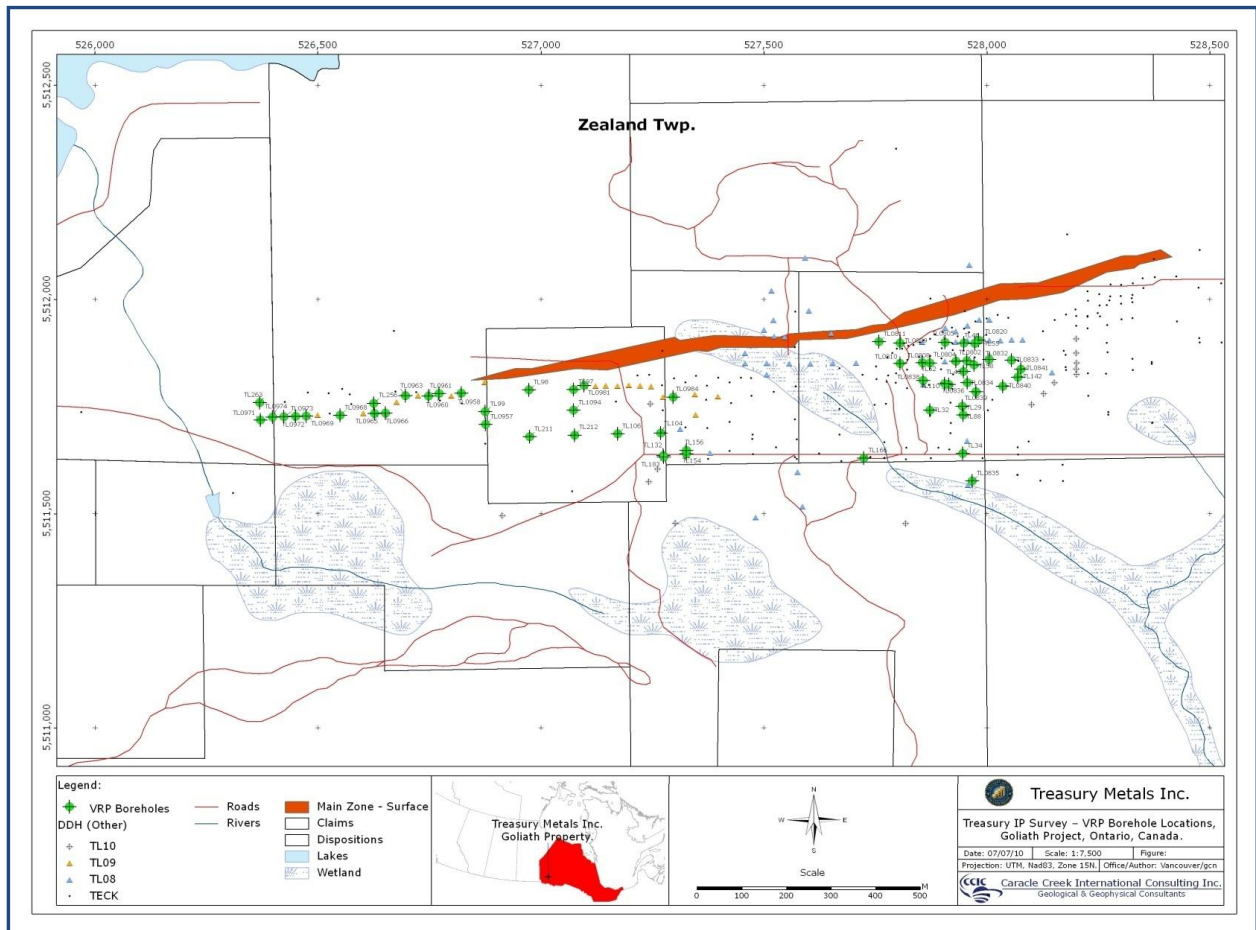 526,000
526,500
527,000
527,500
528,000
528,500
5,512,500
5,512,000
5,511,500
5,511,000
Zealand Twp.
TL263
TL0974
TL0973
TL0971
TL0972
TL0969
TL0968
TL0965
TL0966
TL0963
TL0961
TL0960
TL0958
TL99
TL0957
TL98
TL0981
TL1094
TL211
TL212
TL106
TL0984
TL104
TL132
TL156
TL154
TL166
TL0811
TL0810
TL0820
TL0802
TL0832
TL0833
TL0841
TL142
TL0840
TL0834
TL32
TL29
TL88
TL34
TL0835
Legend:
VRP Boreholes
DDH (Other)
TL10
TL09
TL08
TECK
Roads
Rivers
Main Zone - Surface
Claims
Dispositions
Lakes
Wetland
Treasury Metals Inc.
Goliath Property.
N
W
E
S
Scale
M
0 100 200 300 400 500
Treasury Metals Inc.
Treasury IP Survey – VRP Borehole Locations,
Goliath Project, Ontario, Canada.
Date: 07/07/10 Scale: 1:7,500 Figure:
Projection: UTM, Nad83, Zone 15N. Office/Author: Vancouver/gcn
CCIC
Caracle Creek International Consulting Inc.
Geological & Geophysical Consultants